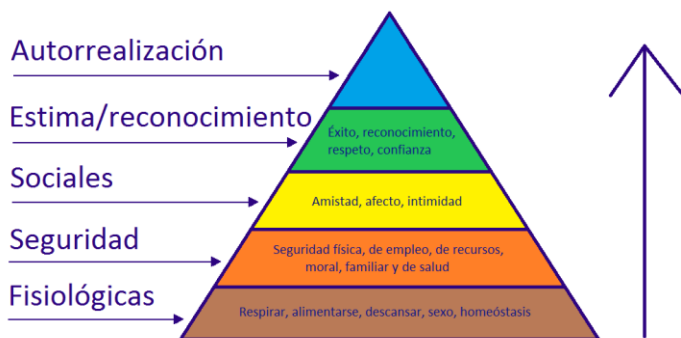 Autorrealización
Estima/reconocimiento
Éxito, reconocimiento,
respeto, confianza
Sociales
Amistad, afecto, intimidad
Seguridad
Seguridad física, de empleo, de recursos,
moral, familiar y de salud
Fisiológicas
Respirar, alimentarse, descansar, sexo, homeóstasis